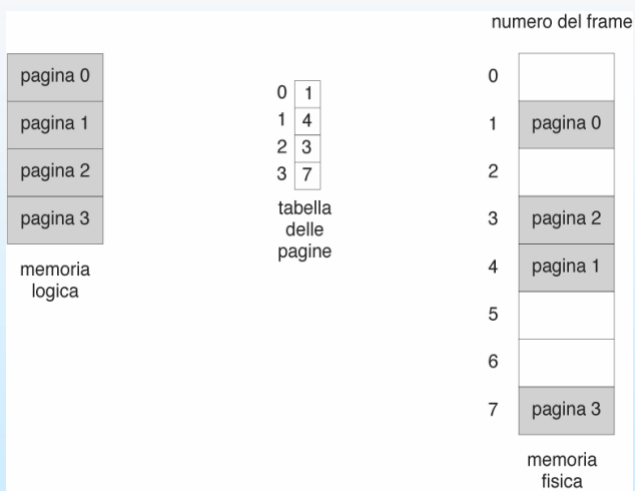 numero del frame
pagina 0
pagina 1
pagina 2
pagina 3
memoria
logica
0 1
1 4
2 3
3 7
tabella
delle
pagine
0
1 pagina 0
2
3 pagina 2
4 pagina 1
5
6
7 pagina 3
memoria
fisica